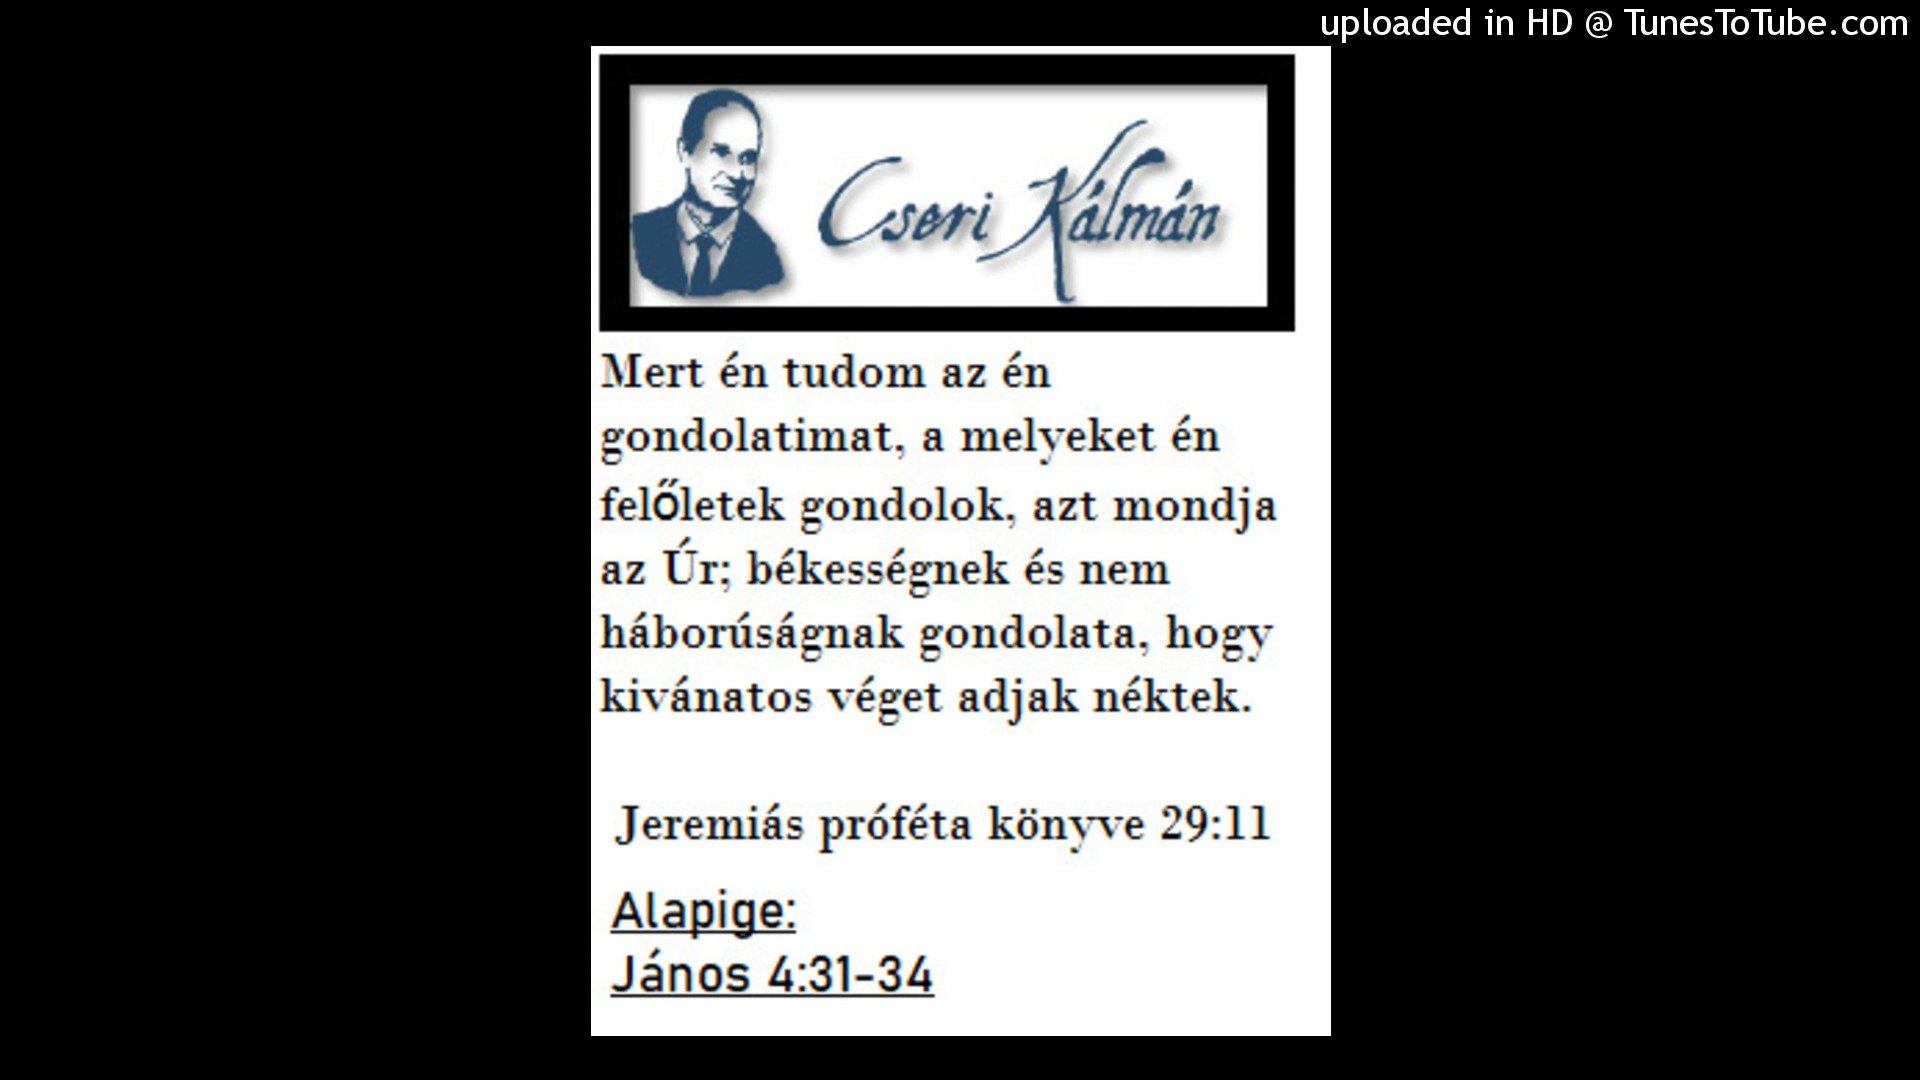 uploaded in HD @ TunesToTube.com
Cseri Kálmán
Mert én tudom az én
gondolatimat, a melyeket én
felőletek gondolok, azt mondja
az Úr; békességnek és nem
háborúságnak gondolata, hogy
kivánatos véget adjak néktek.
Jeremiás próféta könyve 29:11
Alapige:
János 4:31-34